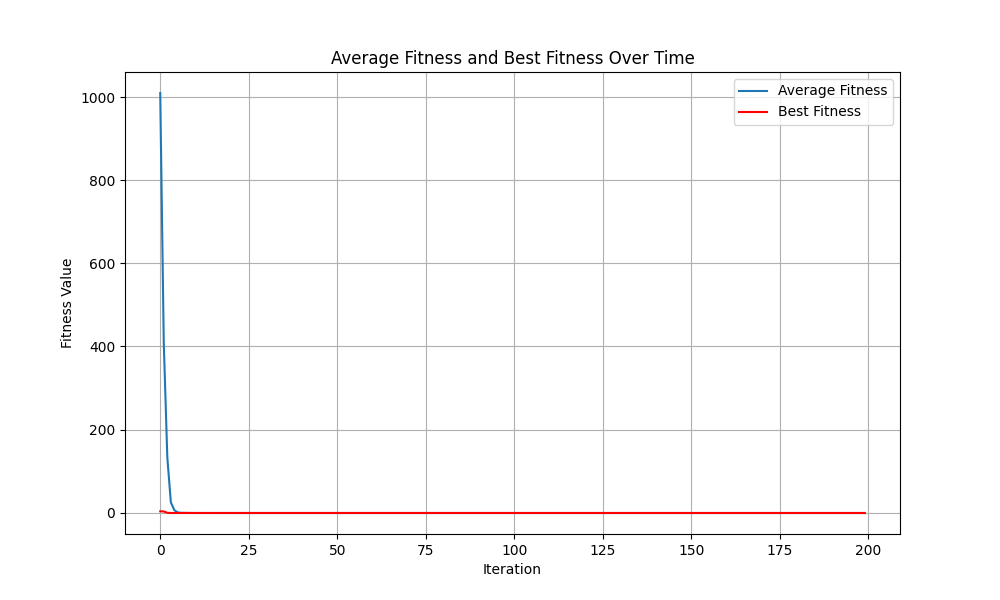 Average Fitness and Best Fitness Over Time
Average Fitness
Best Fitness
Fitness Value
1000
800
600
400
200
0
0 25 50 75 100 125 150 175 200
Iteration